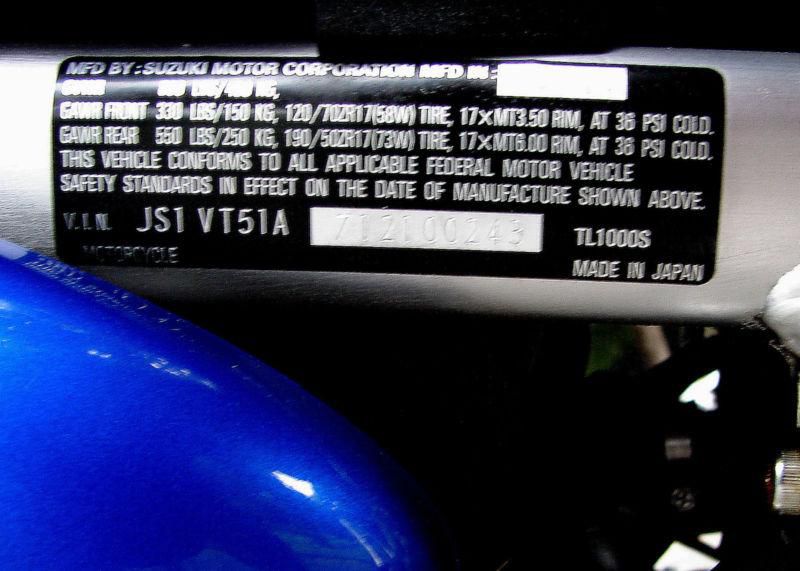 MFD BY: SUZUKI MOTOR CORPORATION MFD IN:
GAWR FRONT 330 LBS/150 KG, 120/70ZR17(58W) TIRE, 17×MT3.50 RIM, AT 36 PSI COLD.
GAWR REAR 550 LBS/250 KG, 190/50ZR17(73W) TIRE, 17×MT6.00 RIM, AT 36 PSI COLD.
THIS VEHICLE CONFORMS TO ALL APPLICABLE FEDERAL MOTOR VEHICLE
SAFETY STANDARDS IN EFFECT ON THE DATE OF MANUFACTURE SHOWN ABOVE.
V.I.N. JS1VT51A 712100243 TL1000S
MOTORCYCLE MADE IN JAPAN